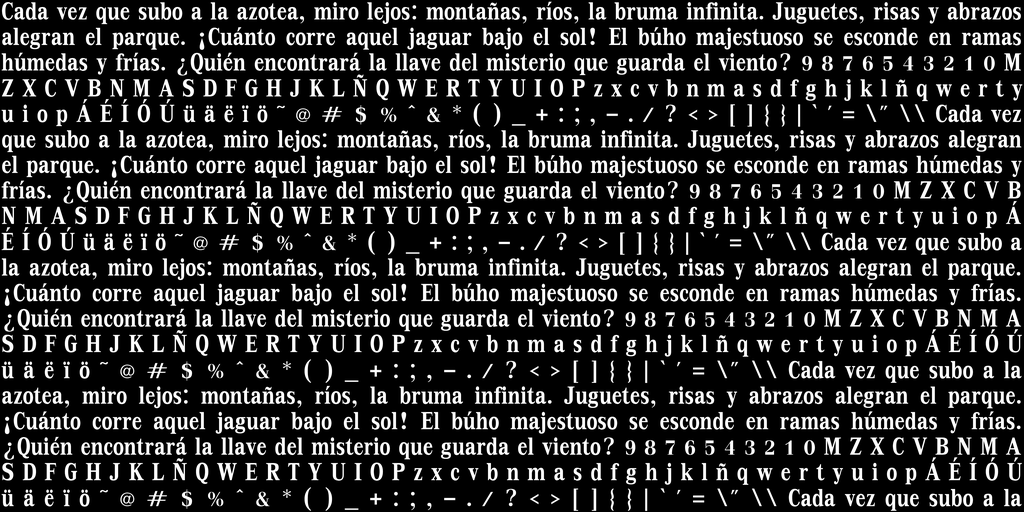 Cada vez que subo a la azotea, miro lejos: montañas, ríos, la bruma infinita. Juguetes, risas y abrazos
alegran el parque. ¡Cuánto corre aquel jaguar bajo el sol! El búho majestuoso se esconde en ramas
húmedas y frías. ¿Quién encontrará la llave del misterio que guarda el viento? 9 8 7 6 5 4 3 2 1 0 M
Z X C V B N M A S D F G H J K L Ñ Q W E R T Y U I O P z x c v b n m a s d f g h j k l ñ q w e r t y
u i o p Á É Í Ó Ú ü ä ë ï ö ~ @ # $ % ^ & * ( ) _ + : ; , - . / ? < > [ ] { } | ` ´ = \" \\ Cada vez
que subo a la azotea, miro lejos: montañas, ríos, la bruma infinita. Juguetes, risas y abrazos alegran
el parque. ¡Cuánto corre aquel jaguar bajo el sol! El búho majestuoso se esconde en ramas húmedas y
frías. ¿Quién encontrará la llave del misterio que guarda el viento? 9 8 7 6 5 4 3 2 1 0 M Z X C V B
N M A S D F G H J K L Ñ Q W E R T Y U I O P z x c v b n m a s d f g h j k l ñ q w e r t y u i o p Á
É Í Ó Ú ü ä ë ï ö ~ @ # $ % ^ & * ( ) _ + : ; , - . / ? < > [ ] { } | ` ´ = \" \\ Cada vez que subo a
la azotea, miro lejos: montañas, ríos, la bruma infinita. Juguetes, risas y abrazos alegran el parque.
¡Cuánto corre aquel jaguar bajo el sol! El búho majestuoso se esconde en ramas húmedas y frías.
¿Quién encontrará la llave del misterio que guarda el viento? 9 8 7 6 5 4 3 2 1 0 M Z X C V B N M A
S D F G H J K L Ñ Q W E R T Y U I O P z x c v b n m a s d f g h j k l ñ q w e r t y u i o p Á É Í Ó Ú
ü ä ë ï ö ~ @ # $ % ^ & * ( ) _ + : ; , - . / ? < > [ ] { } | ` ´ = \" \\ Cada vez que subo a la
azotea, miro lejos: montañas, ríos, la bruma infinita. Juguetes, risas y abrazos alegran el parque.
¡Cuánto corre aquel jaguar bajo el sol! El búho majestuoso se esconde en ramas húmedas y frías.
¿Quién encontrará la llave del misterio que guarda el viento? 9 8 7 6 5 4 3 2 1 0 M Z X C V B N M A
S D F G H J K L Ñ Q W E R T Y U I O P z x c v b n m a s d f g h j k l ñ q w e r t y u i o p Á É Í Ó Ú
ü ä ë ï ö ~ @ # $ % ^ & * ( ) _ + : ; , - . / ? < > [ ] { } | ` ´ = \" \\ Cada vez que subo a la